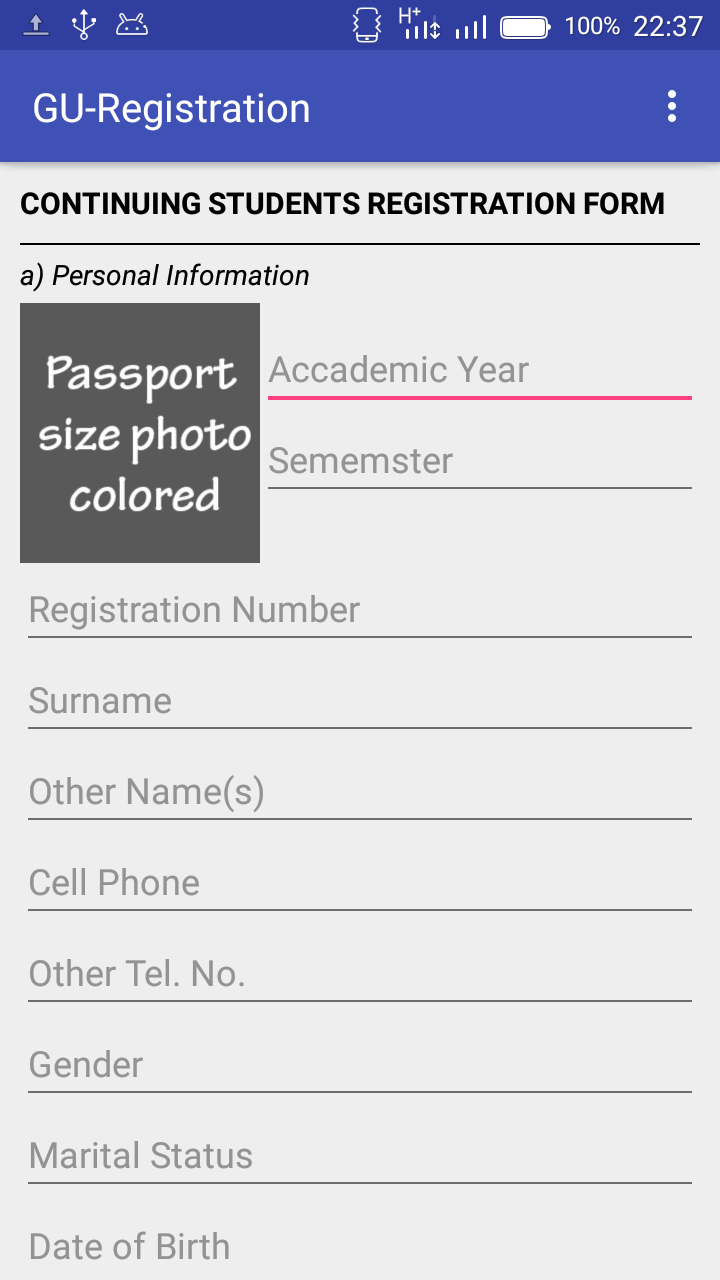 H+ 100% 22:37
GU-Registration
CONTINUING STUDENTS REGISTRATION FORM
a) Personal Information
Passport
size photo
colored
Accademic Year
Sememster
Registration Number
Surname
Other Name(s)
Cell Phone
Other Tel. No.
Gender
Marital Status
Date of Birth